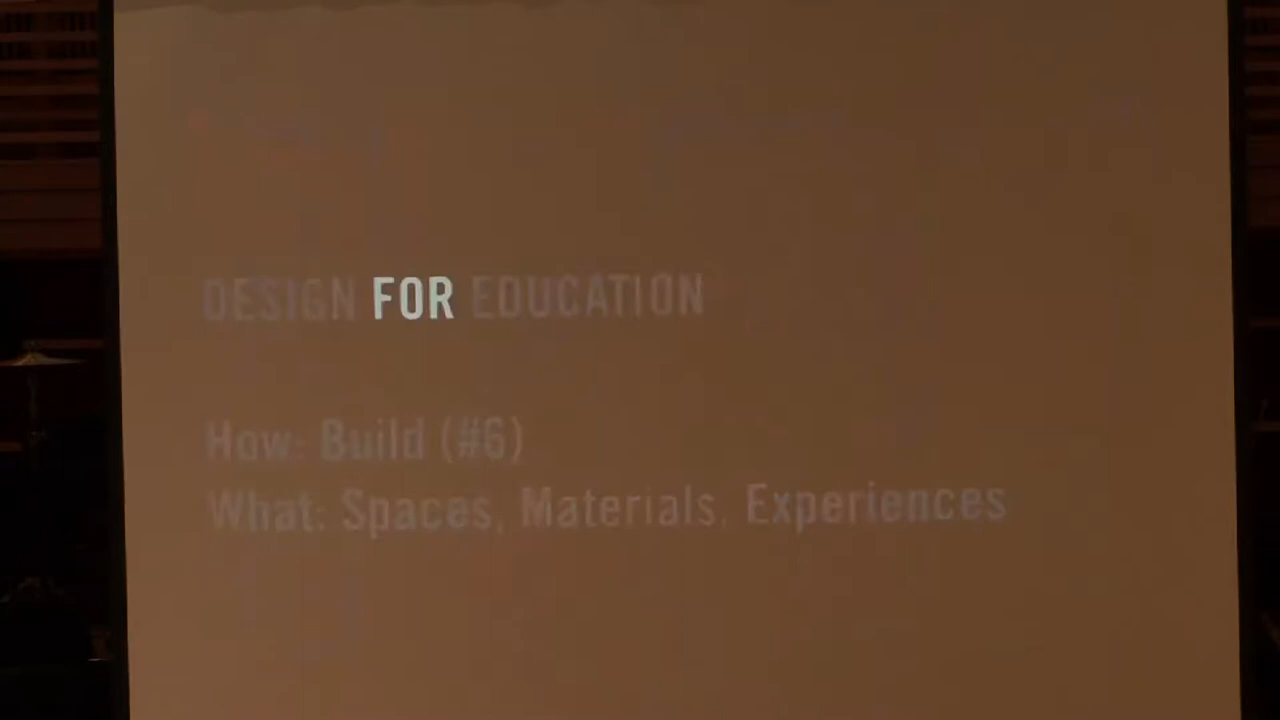 DESIGN FOR EDUCATION
How: Build (#6)
What: Spaces, Materials, Experiences